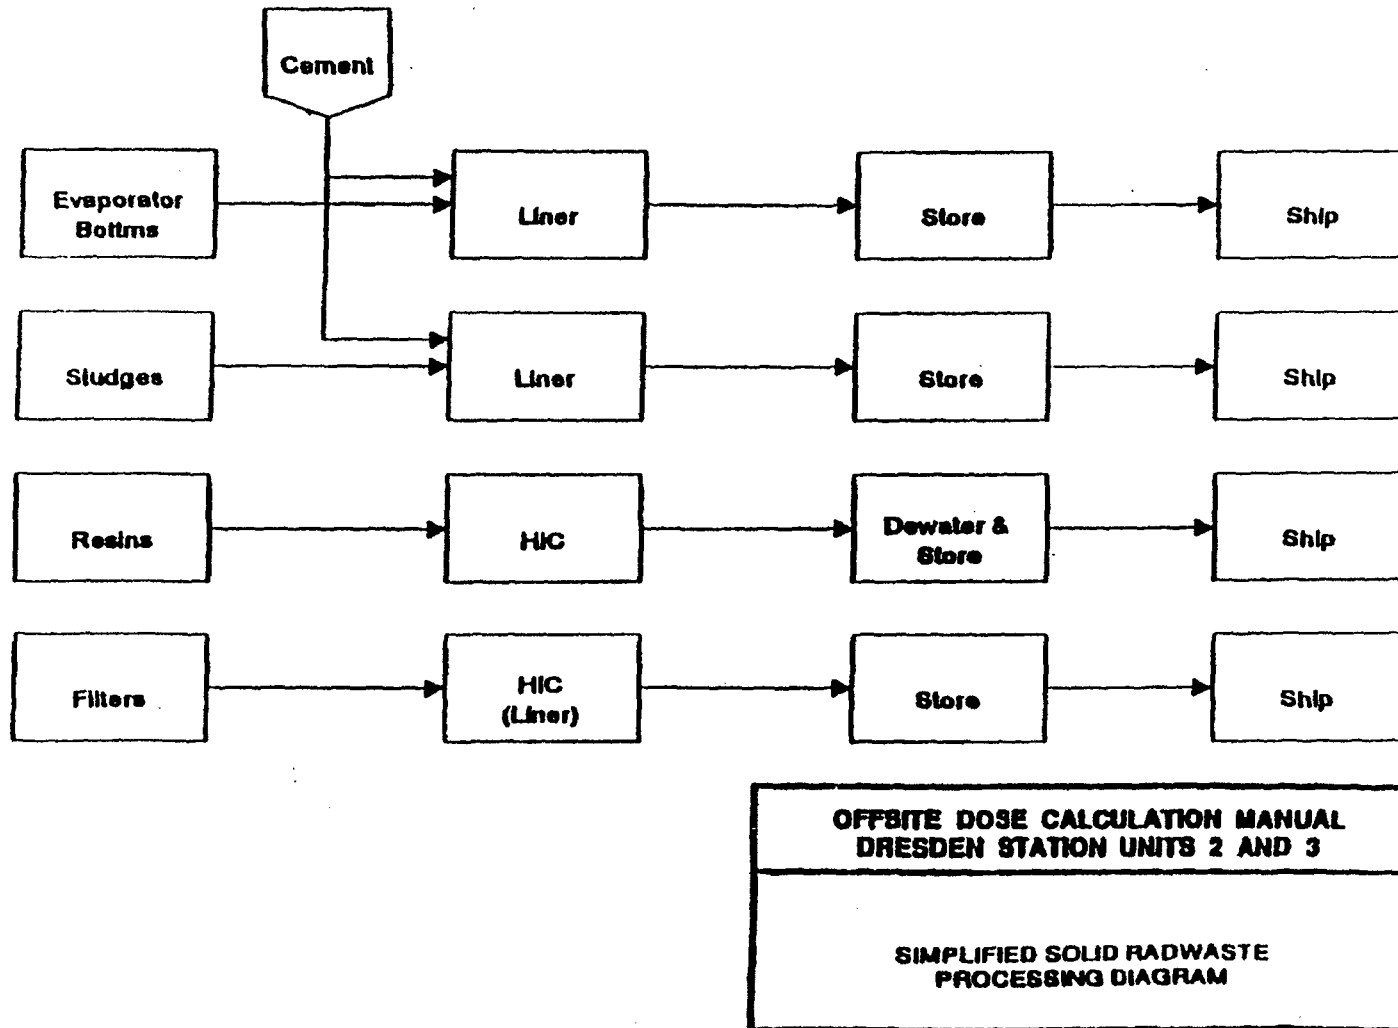 Cement
Evaporator
Bottms
Liner
Store
Ship
Sludges
Liner
Store
Ship
Resins
HIC
Dewater &
Store
Ship
Filters
HIC
(Liner)
Store
Ship
OFFSITE DOSE CALCULATION MANUAL
DRESDEN STATION UNITS 2 AND 3
SIMPLIFIED SOLID RADWASTE
PROCESSING DIAGRAM